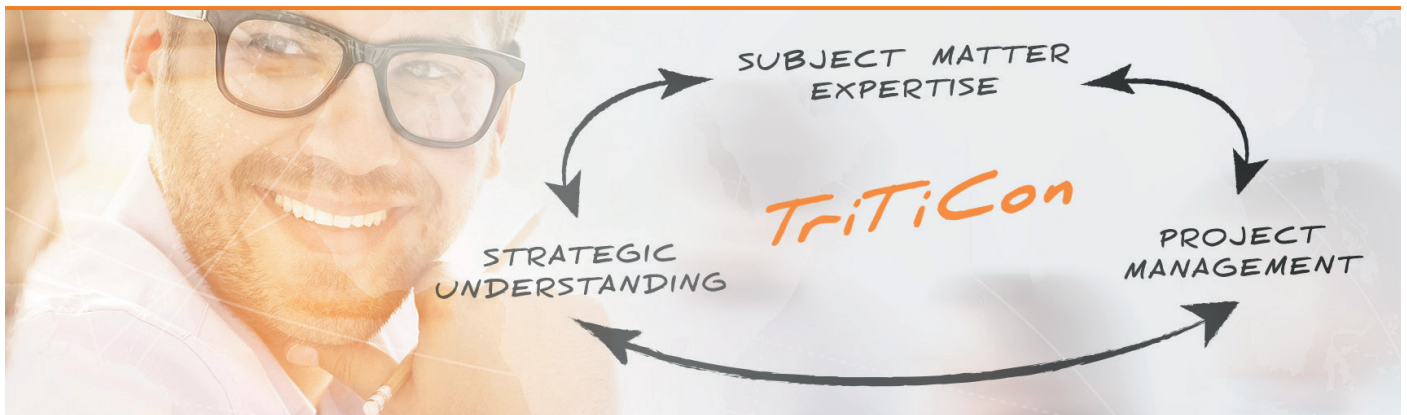 SUBJECT MATTER
EXPERTISE
TriTiCon
STRATEGIC
UNDERSTANDING
PROJECT
MANAGEMENT